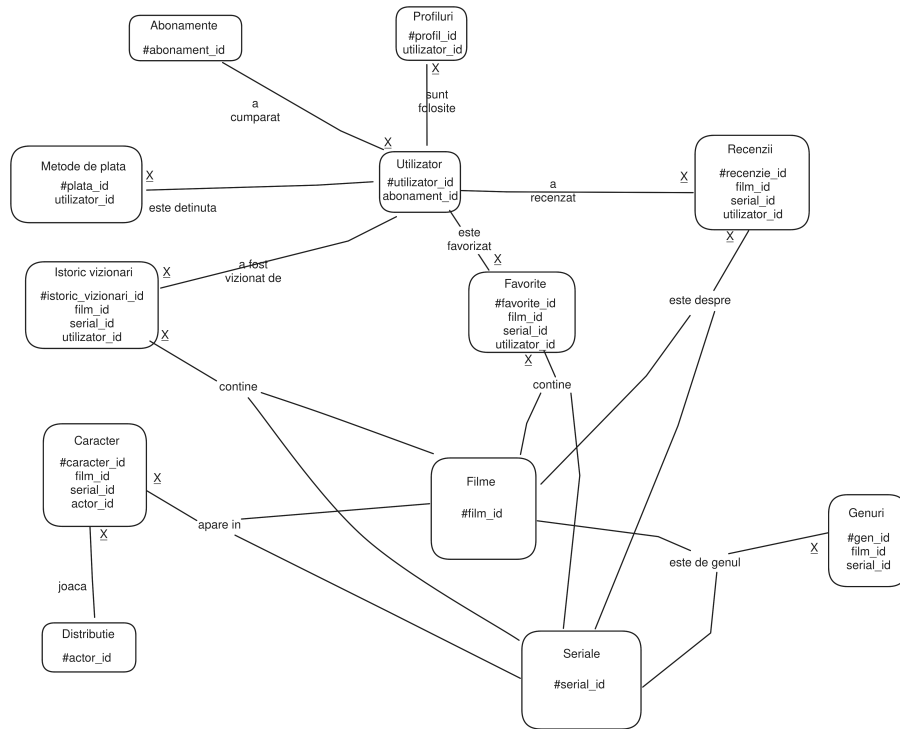 Abonamente
#abonament_id
Profiluri
#profil_id
utilizator_id
X
sunt
folosite
a
cumparat
X
Metode de plata
#plata_id
utilizator_id
X
este detinuta
Utilizator
#utilizator_id
abonament_id
a
recenzat
X
Recenzii
#recenzie_id
film_id
serial_id
utilizator_id
X
este
favorizat
X
a fost
vizionat de
X
Istoric vizionari
#istoric_vizionari_id
film_id
serial_id
utilizator_id
X
Favorite
#favorite_id
film_id
serial_id
utilizator_id
X
este despre
contine
contine
Caracter
#caracter_id
film_id
serial_id
actor_id
X
X
apare in
Filme
#film_id
Genuri
#gen_id
film_id
serial_id
X
este de genul
joaca
Distributie
#actor_id
Seriale
#serial_id